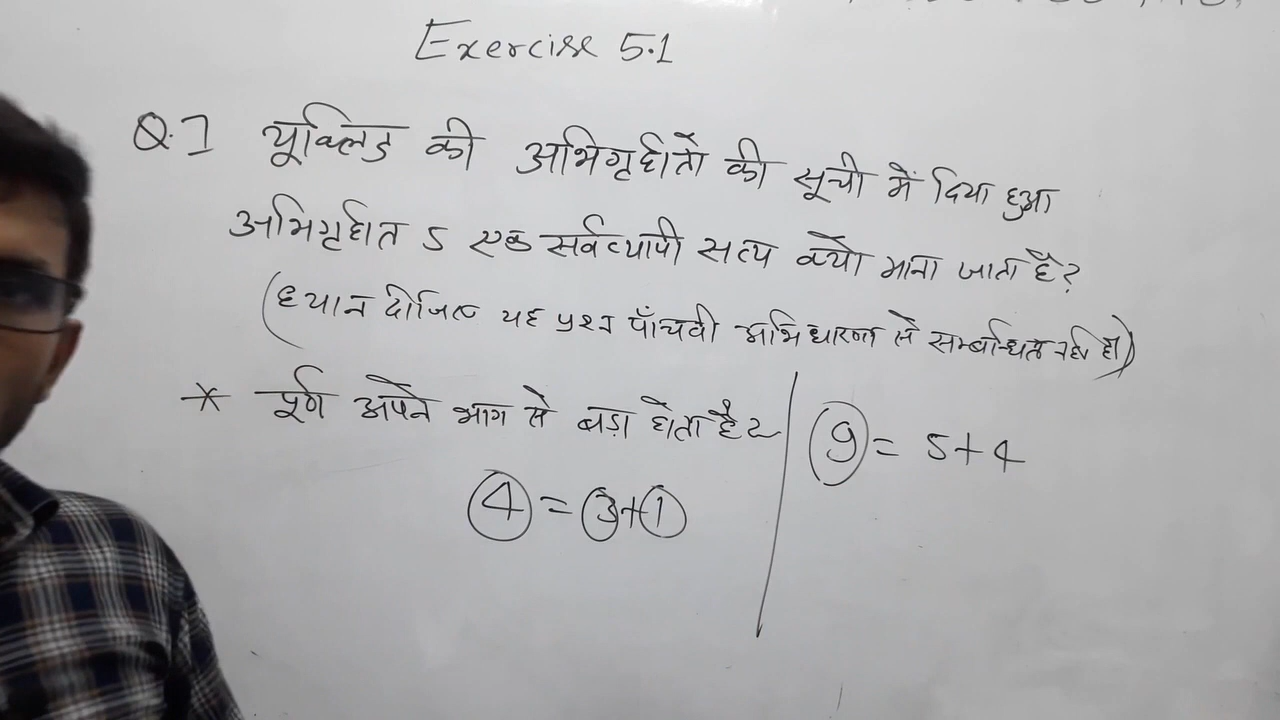 Exercise 5.1
Q.1 यूक्लिड की अभिगृहीतों की सूची में दिया हुआ
अभिगृहीत 5 एक सर्वव्यापी सत्य क्यों माना जाता है?
(ध्यान दीजिए यह प्रश्न पाँचवी अभिधारणा से सम्बन्धित नहीं है)
* पूर्ण अपने भाग से बड़ा होता है
4 = 3+1
9 = 5+4